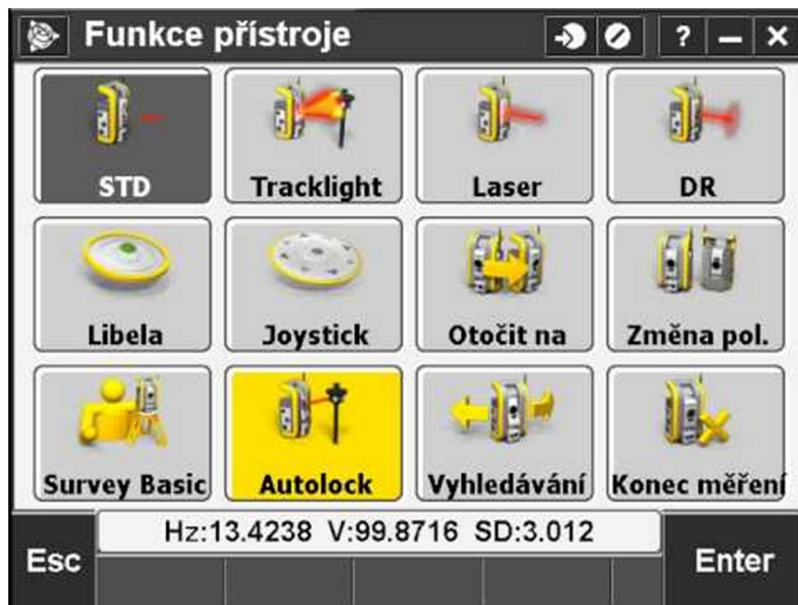 Funkce přístroje ?
STD Tracklight Laser DR
Libela Joystick Otočit na Změna pol.
Survey Basic Autolock Vyhledávání Konec měření
Hz:13.4238 V:99.8716 SD:3.012
Esc Enter